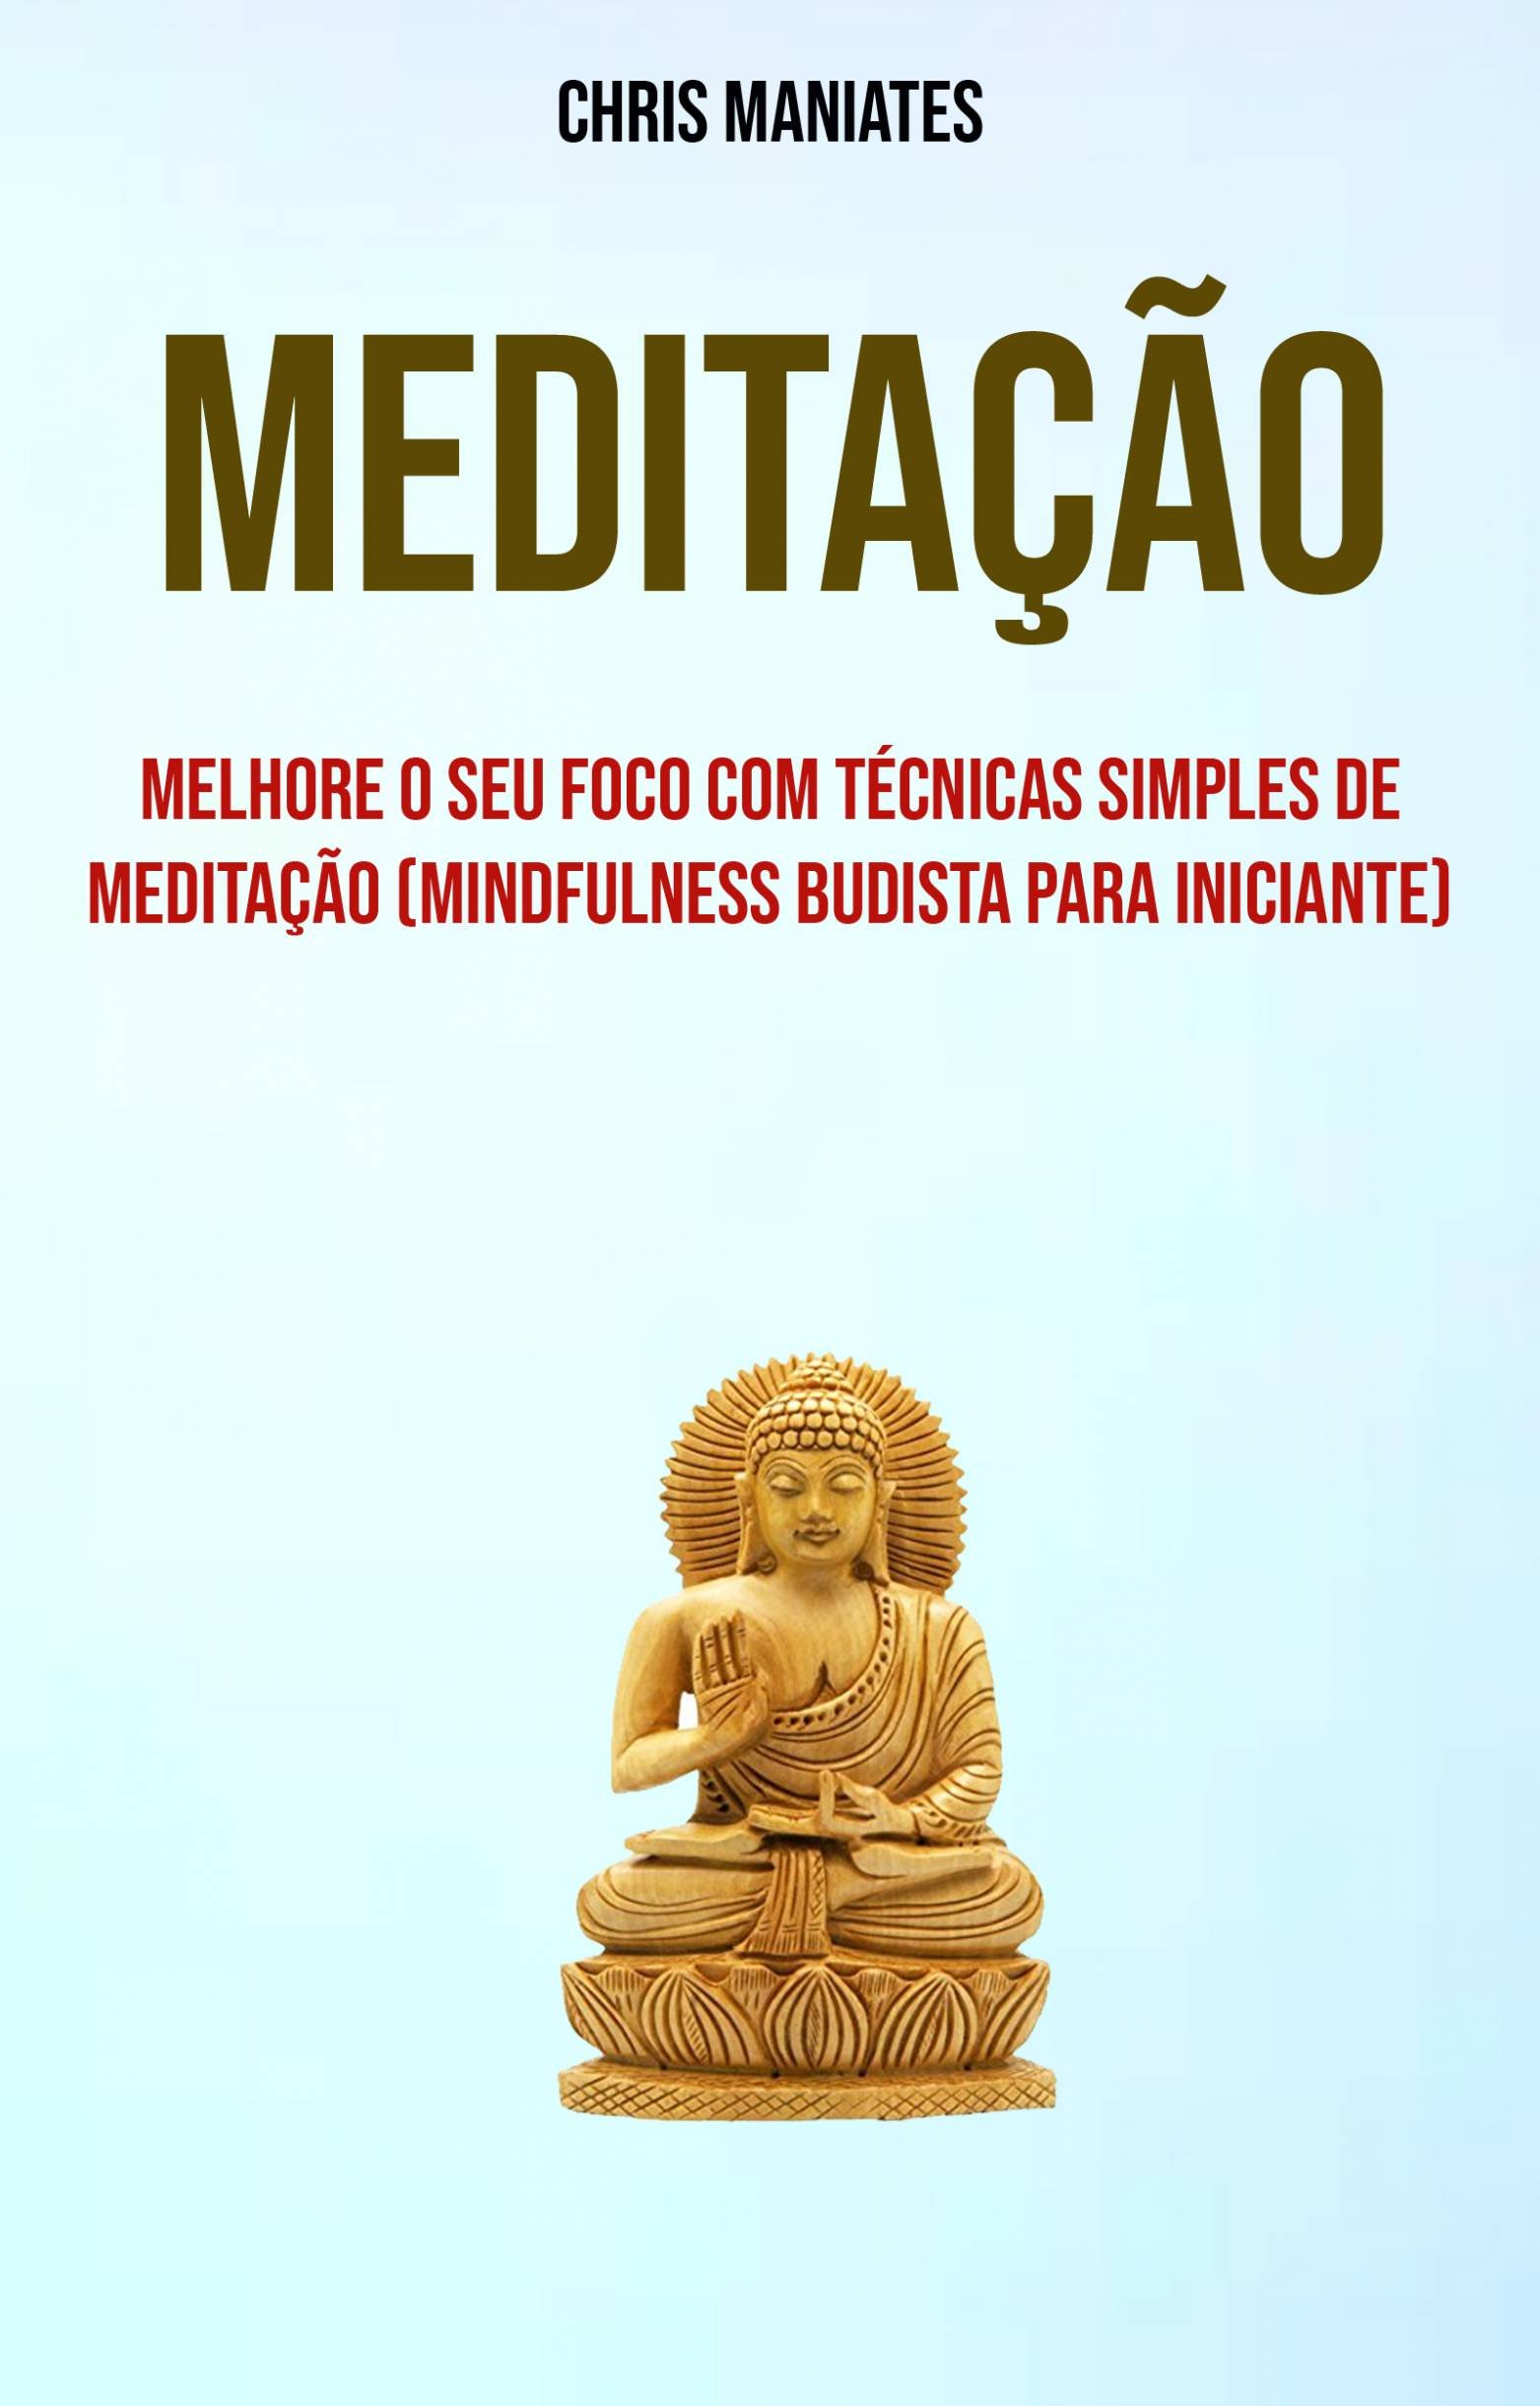 CHRIS MANIATES
MEDITAÇÃO
MELHORE O SEU FOCO COM TÉCNICAS SIMPLES DE
MEDITAÇÃO (MINDFULNESS BUDISTA PARA INICIANTE)